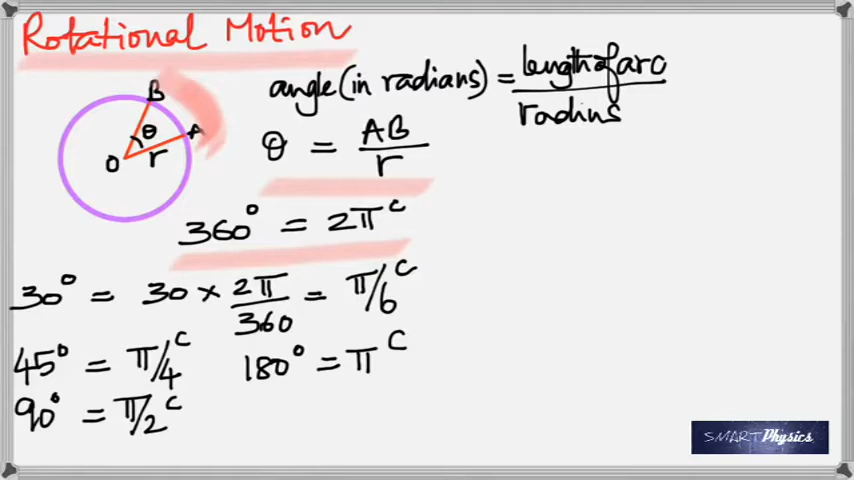 Rotational Motion
B
θ
A
O
r
angle (in radians) = length of arc / radius
θ = AB / r
360° = 2π^c
30° = 30 × 2π/360 = π/6^c
45° = π/4^c
180° = π^c
90° = π/2^c
SMARTPhysics